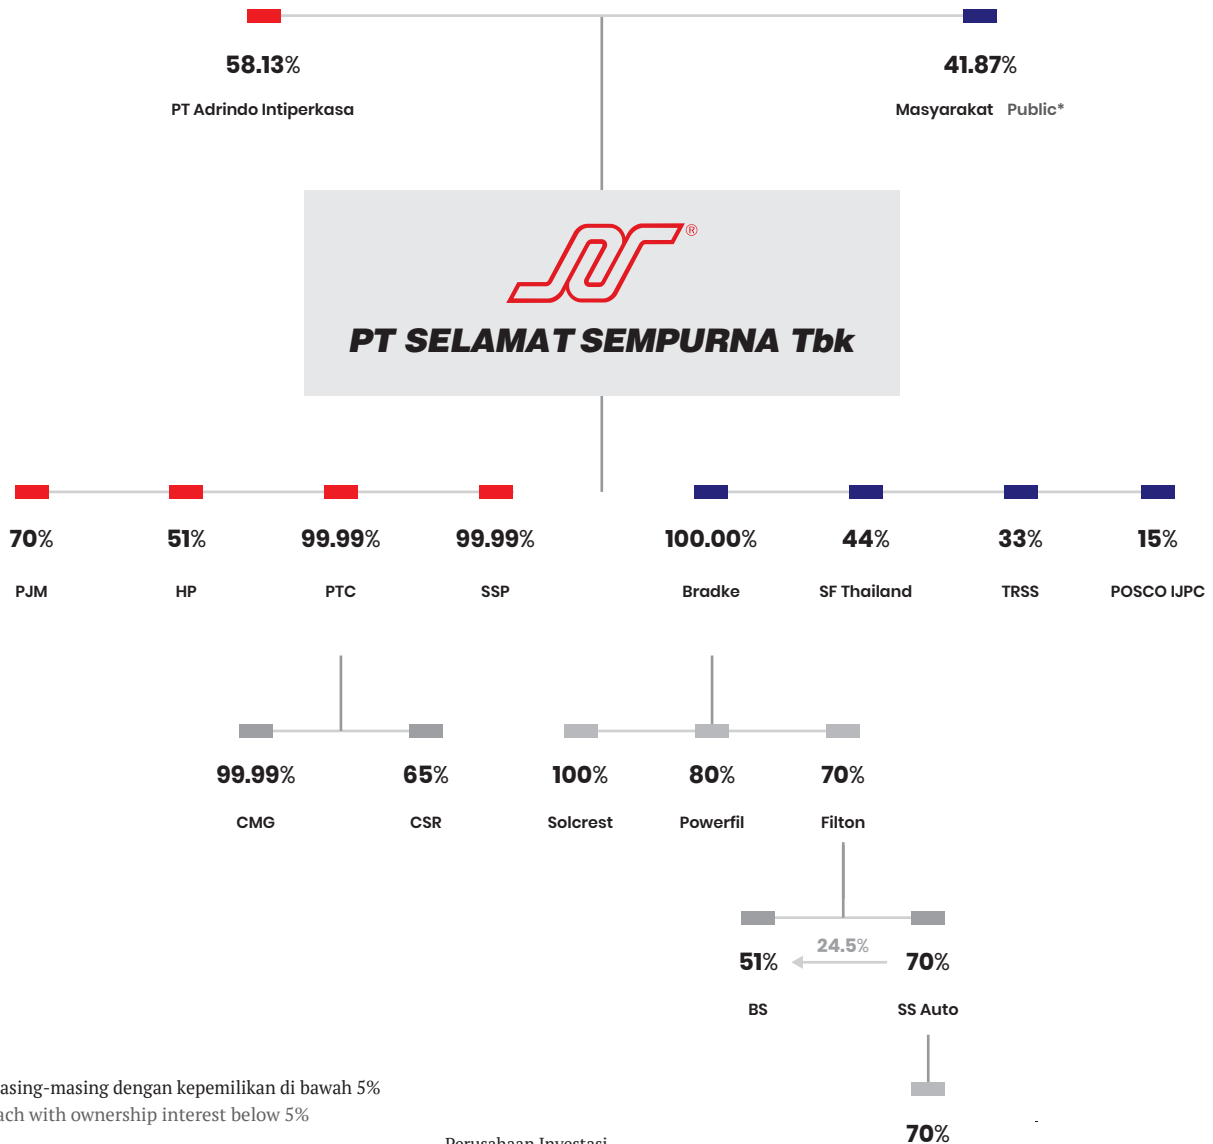 58.13% 41.87%
PT Adrindo Intiperkasa Masyarakat Public*
®
PT SELAMAT SEMPURNA Tbk
70% 51% 99.99% 99.99% 100.00% 44% 33% 15%
PJM HP PTC SSP Bradke SF Thailand TRSS POSCO IJPC
99.99% 65% 100% 80% 70%
CMG CSR Solcrest Powerfil Filton
24.5%
51% 70%
BS SS Auto
asing-masing dengan kepemilikan di bawah 5%
ach with ownership interest below 5%
70%
Perusahaan Investasi